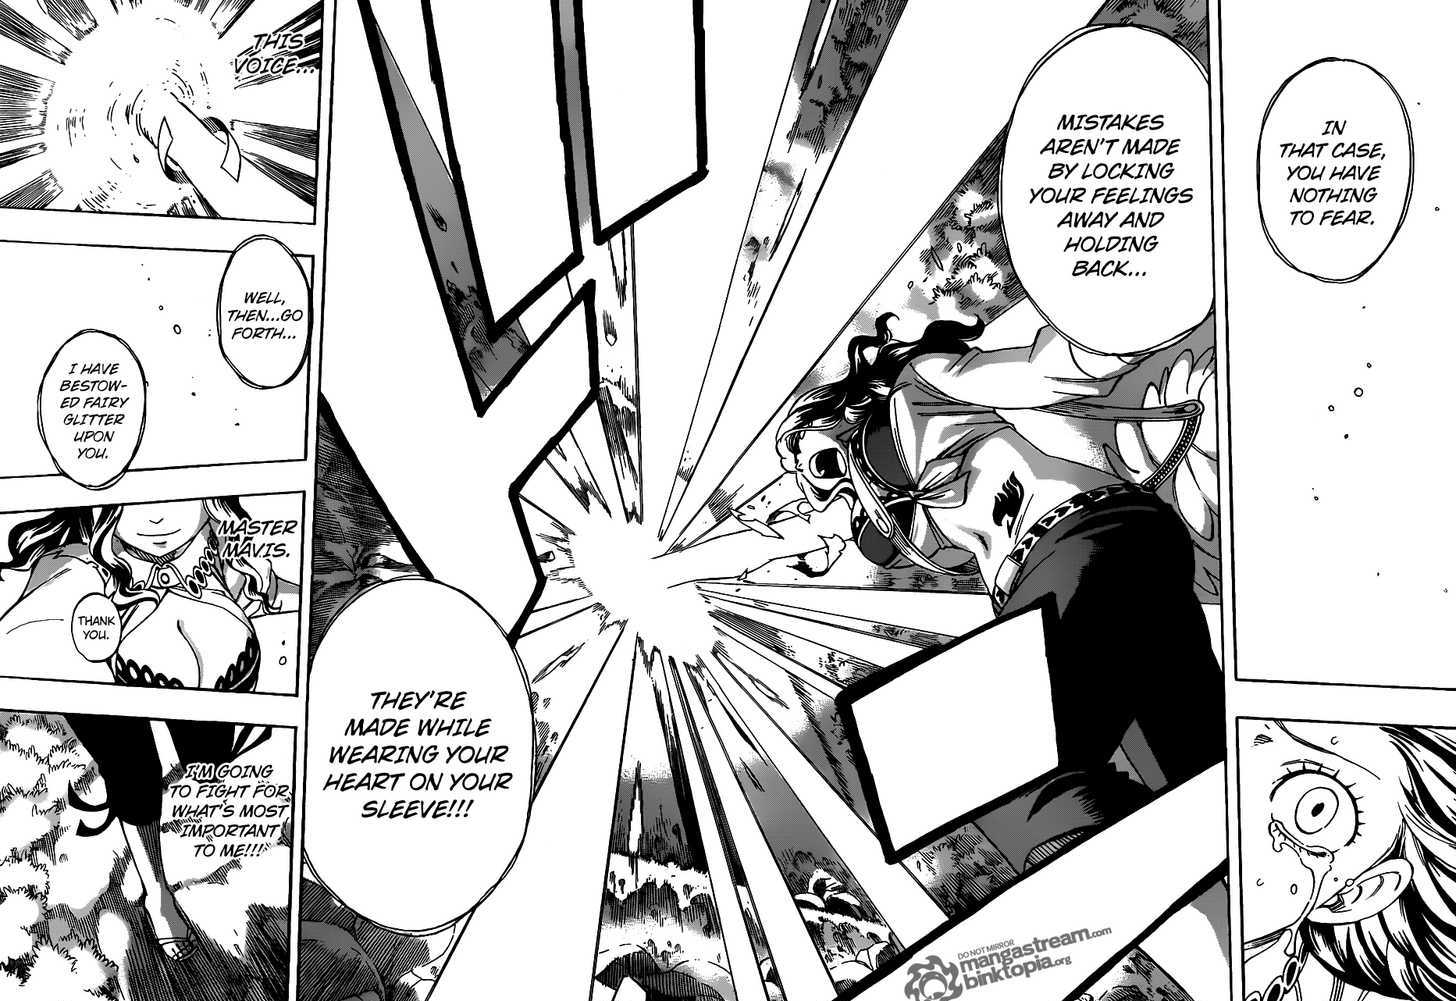 IN
THAT CASE,
YOU HAVE
NOTHING
TO FEAR.
MISTAKES
AREN'T MADE
BY LOCKING
YOUR FEELINGS
AWAY AND
HOLDING
BACK...
THEY'RE
MADE WHILE
WEARING YOUR
HEART ON YOUR
SLEEVE!!!
THIS
VOICE...
WELL,
THEN...GO
FORTH...
I HAVE
BESTOW-
ED FAIRY
GLITTER
UPON
YOU.
MASTER
MAVIS.
THANK
YOU.
I'M GOING
TO FIGHT FOR
WHAT'S MOST
IMPORTANT
TO ME!!!
DO NOT MIRROR
mangastream.com
binktopia.org